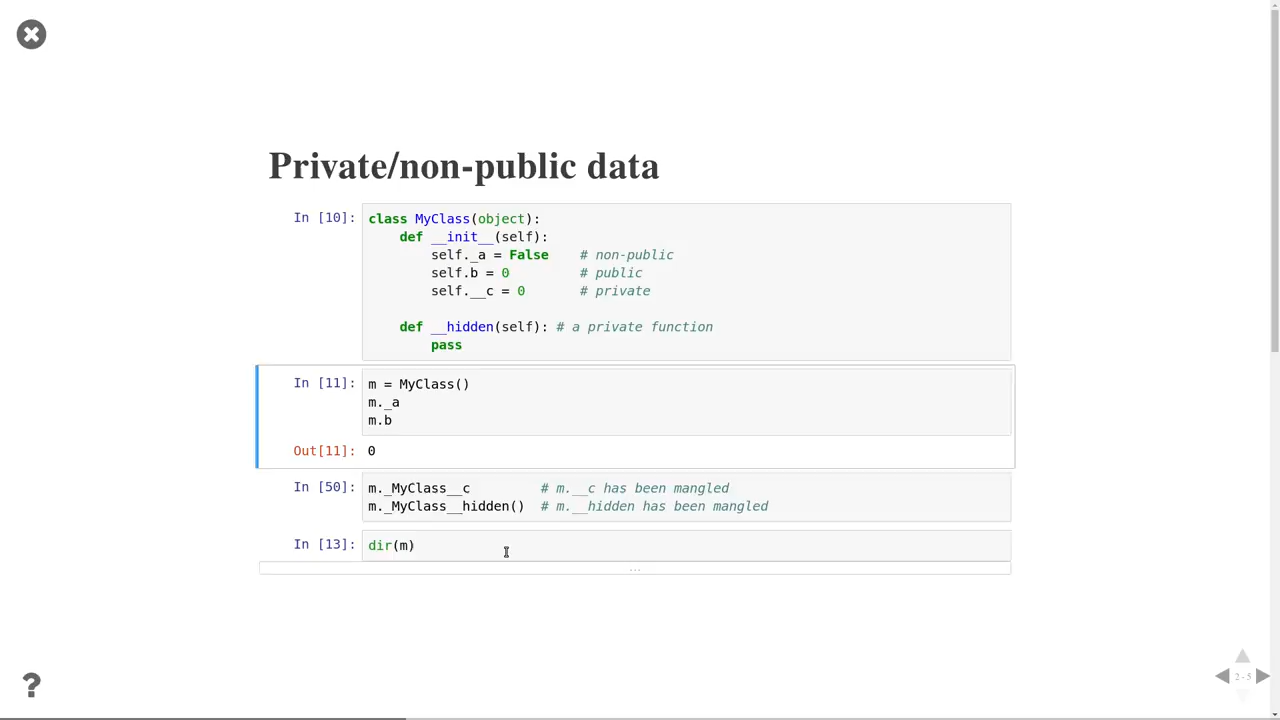 Private/non-public data
In [10]: class MyClass(object):
    def __init__(self):
        self._a = False    # non-public
        self.b = 0         # public
        self.__c = 0       # private
    def __hidden(self): # a private function
        pass
In [11]: m = MyClass()
m._a
m.b
Out[11]: 0
In [50]: m._MyClass__c         # m.__c has been mangled
m._MyClass__hidden()  # m.__hidden has been mangled
In [13]: dir(m)
...
?
2-5